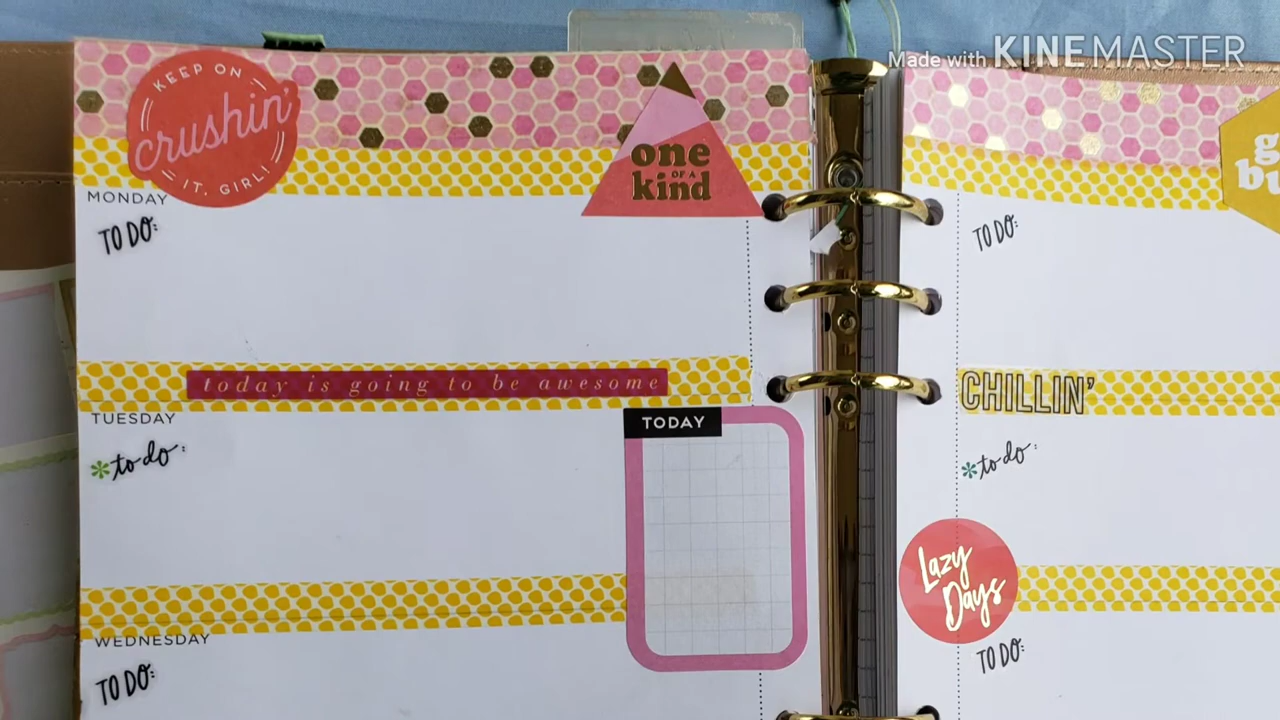 Made with KINEMASTER
KEEP ON
crushin'
IT, GIRL!
one
OF A
kind
MONDAY
TO DO:
today is going to be awesome
TUESDAY
*to do:
TODAY
WEDNESDAY
TO DO:
TO DO:
CHILLIN'
*to do:
Lazy
Days
TO DO: